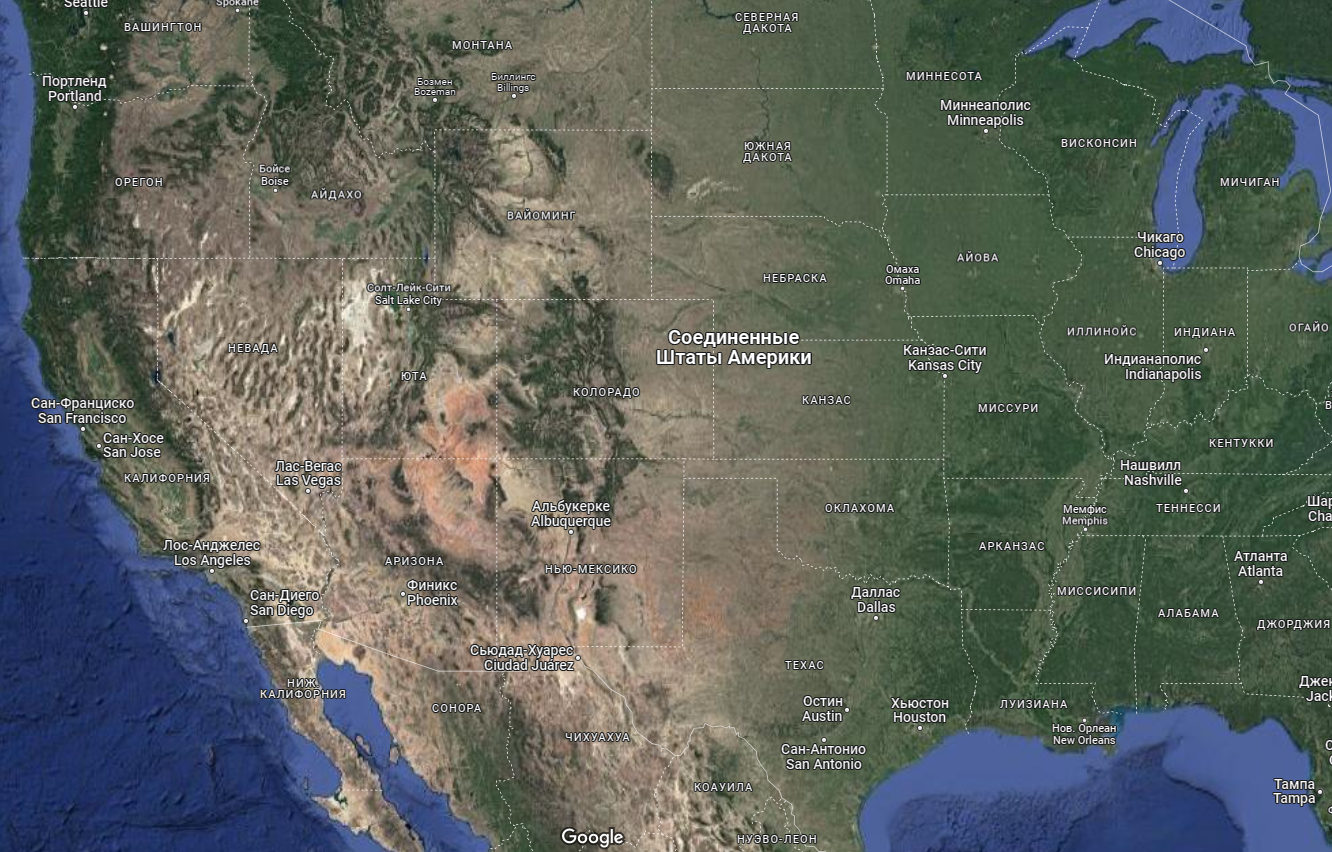 Seattle
Spokane
ВАШИНГТОН
СЕВЕРНАЯ
ДАКОТА
МОНТАНА
Портленд
Portland
Бозмен
Bozeman
Биллингс
Billings
МИННЕСОТА
Миннеаполис
Minneapolis
ЮЖНАЯ
ДАКОТА
ВИСКОНСИН
ОРЕГОН
Бойсе
Boise
АЙДАХО
МИЧИГАН
ВАЙОМИНГ
Чикаго
Chicago
АЙОВА
НЕБРАСКА
Омаха
Omaha
Солт-Лейк-Сити
Salt Lake City
Соединенные
Штаты Америки
ИЛЛИНОЙС
ИНДИАНА
ОГАЙО
НЕВАДА
Канзас-Сити
Kansas City
Индианаполис
Indianapolis
ЮТА
КОЛОРАДО
КАНЗАС
МИССУРИ
Сан-Франциско
San Francisco
Сан-Хосе
San Jose
КЕНТУККИ
КАЛИФОРНИЯ
Лас-Вегас
Las Vegas
Нашвилл
Nashville
Альбукерке
Albuquerque
ОКЛАХОМА
Мемфис
Memphis
ТЕННЕССИ
Шар
Cha
Лос-Анджелес
Los Angeles
АРИЗОНА
НЬЮ-МЕКСИКО
АРКАНЗАС
Атланта
Atlanta
Сан-Диего
San Diego
Финикс
Phoenix
Даллас
Dallas
МИССИСИПИ
АЛАБАМА
ДЖОРДЖИЯ
Сьюдад-Хуарес
Ciudad Juárez
ТЕХАС
НИЖ.
КАЛИФОРНИЯ
СОНОРА
Остин
Austin
Хьюстон
Houston
ЛУИЗИАНА
Джек
Jack
ЧИХУАХУА
Нов. Орлеан
New Orleans
Сан-Антонио
San Antonio
КОАУИЛА
Тампа
Tampa
Google
НУЭВО-ЛЕОН